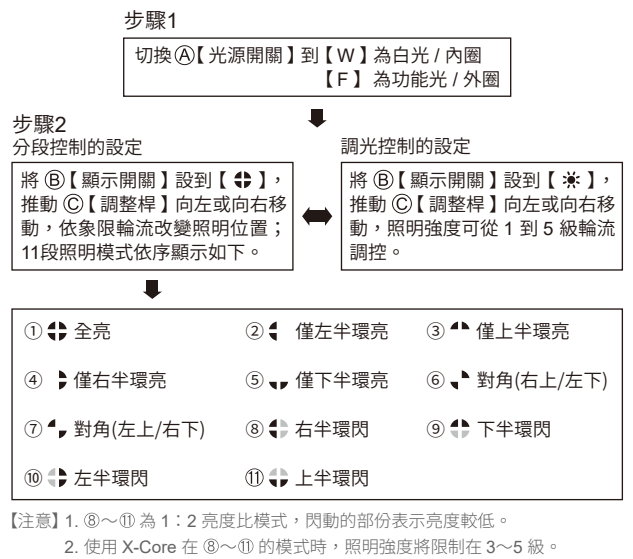 步驟1
切換Ⓐ【光源開關】到【W】為白光 / 內圈
【F】為功能光 / 外圈
步驟2
分段控制的設定
將Ⓑ【顯示開關】設到【】，
推動Ⓒ【調整桿】向左或向右移
動，依象限輪流改變照明位置；
11段照明模式依序顯示如下。
調光控制的設定
將Ⓑ【顯示開關】設到【】，
推動Ⓒ【調整桿】向左或向右移
動，照明強度可從 1 到 5 級輪流
調控。
① 全亮 ② 僅左半環亮 ③ 僅上半環亮
④ 僅右半環亮 ⑤ 僅下半環亮 ⑥ 對角(右上/左下)
⑦ 對角(左上/右下) ⑧ 右半環閃 ⑨ 下半環閃
⑩ 左半環閃 ⑪ 上半環閃
【注意】1. ⑧～⑪ 為 1：2 亮度比模式，閃動的部份表示亮度較低。
2. 使用 X-Core 在 ⑧～⑪ 的模式時，照明強度將限制在 3～5 級。